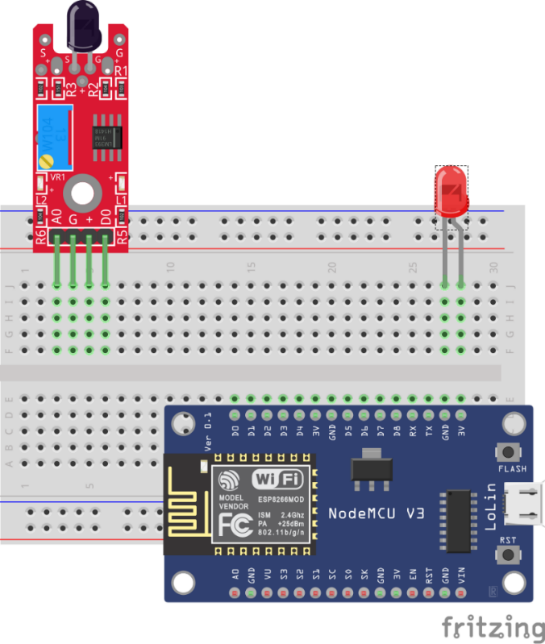 S
G
S
G
R1
R3
R2
W104
VR1
A0
G
+
D0
R6
R5
1
10
15
20
25
30
J
I
H
G
F
J
I
H
G
F
E
D
C
B
A
E
1
5
Ver 0.1
D0
D1
D2
D3
D4
3V
GND
D5
D6
D7
D8
RX
TX
GND
3V
FLASH
WiFi
MODEL
ESP8266MOD
VENDOR
ISM 2.4GHz
PA +25dBm
802.11b/g/n
FC
NodeMCU V3
LoLin
RST
A0
GND
VU
S3
S2
S1
SC
S0
SK
GND
3V
EN
RST
GND
VIN
fritzing